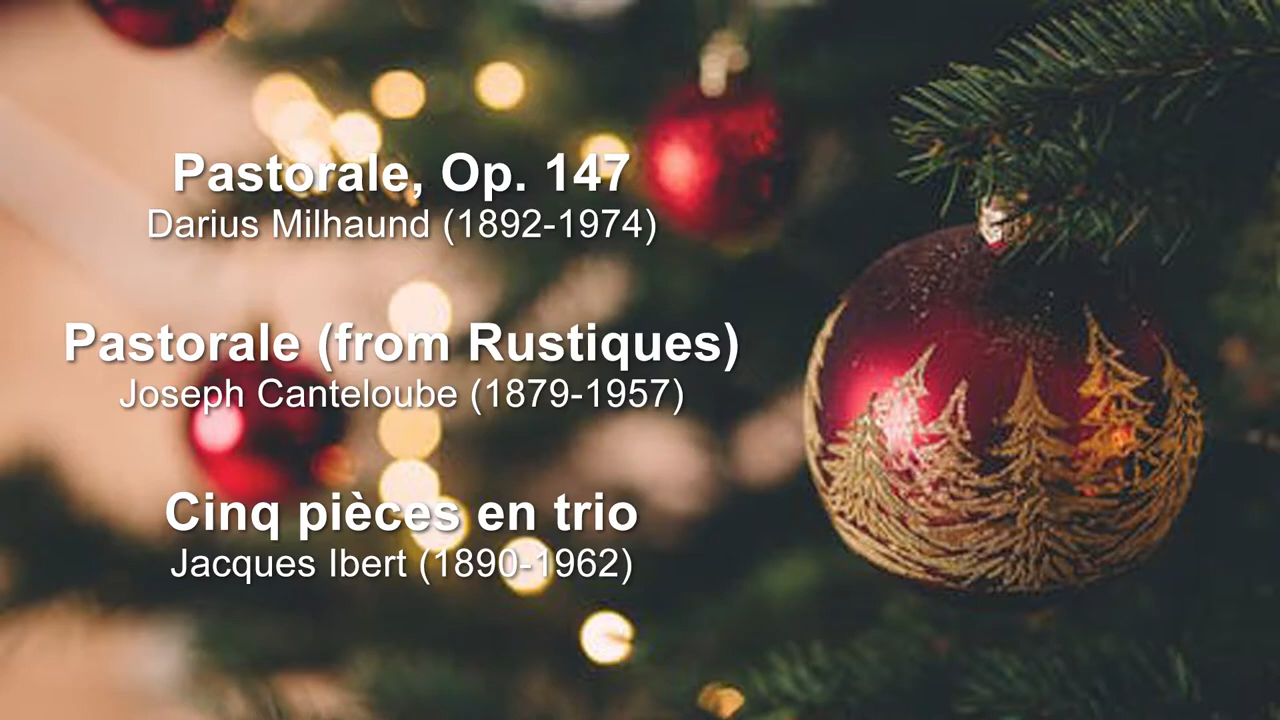 Pastorale, Op. 147
Darius Milhaund (1892-1974)
Pastorale (from Rustiques)
Joseph Canteloube (1879-1957)
Cinq pièces en trio
Jacques Ibert (1890-1962)